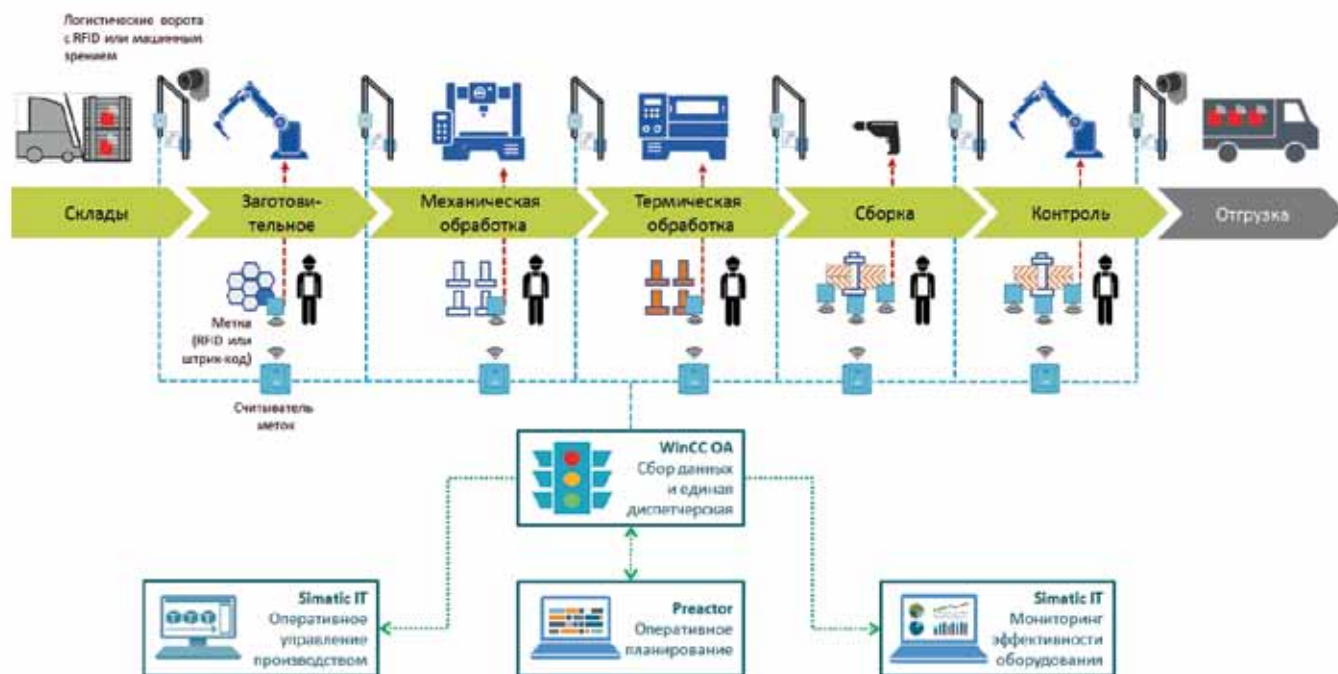 Логистические ворота
с RFID или машинным
зрением
Склады
Заготови-
тельное
Механическая
обработка
Термическая
обработка
Сборка
Контроль
Отгрузка
Метка
(RFID или
штрих-код)
Считыватель
меток
WinCC OA
Сбор данных
и единая
диспетчерская
Simatic IT
Оперативное
управление
производством
Preactor
Оперативное
планирование
Simatic IT
Мониторинг
эффективности
оборудования